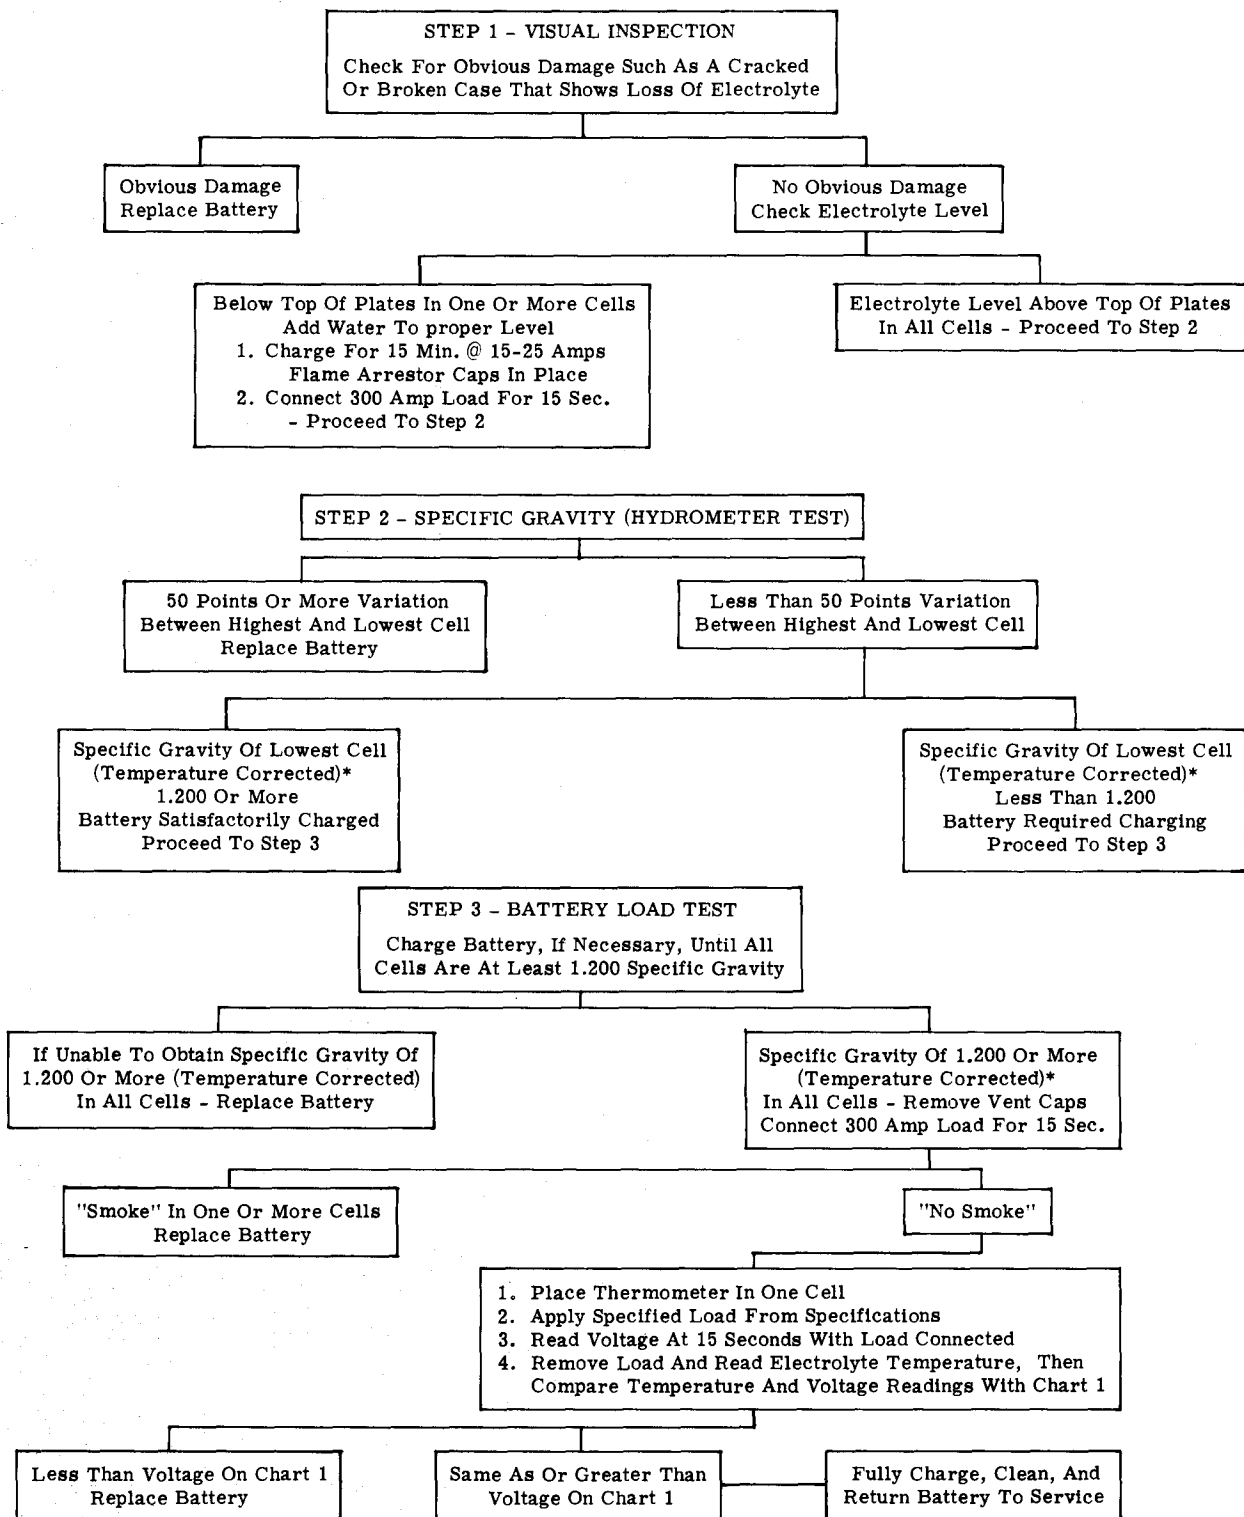 STEP 1 - VISUAL INSPECTION
Check For Obvious Damage Such As A Cracked
Or Broken Case That Shows Loss Of Electrolyte
Obvious Damage
Replace Battery
No Obvious Damage
Check Electrolyte Level
Below Top Of Plates In One Or More Cells
Add Water To proper Level
1. Charge For 15 Min. @ 15-25 Amps
Flame Arrestor Caps In Place
2. Connect 300 Amp Load For 15 Sec.
- Proceed To Step 2
Electrolyte Level Above Top Of Plates
In All Cells - Proceed To Step 2
STEP 2 - SPECIFIC GRAVITY (HYDROMETER TEST)
50 Points Or More Variation
Between Highest And Lowest Cell
Replace Battery
Less Than 50 Points Variation
Between Highest And Lowest Cell
Specific Gravity Of Lowest Cell
(Temperature Corrected)*
1.200 Or More
Battery Satisfactorily Charged
Proceed To Step 3
Specific Gravity Of Lowest Cell
(Temperature Corrected)*
Less Than 1.200
Battery Required Charging
Proceed To Step 3
STEP 3 - BATTERY LOAD TEST
Charge Battery, If Necessary, Until All
Cells Are At Least 1.200 Specific Gravity
If Unable To Obtain Specific Gravity Of
1.200 Or More (Temperature Corrected)
In All Cells - Replace Battery
Specific Gravity Of 1.200 Or More
(Temperature Corrected)*
In All Cells - Remove Vent Caps
Connect 300 Amp Load For 15 Sec.
"Smoke" In One Or More Cells
Replace Battery
"No Smoke"
1. Place Thermometer In One Cell
2. Apply Specified Load From Specifications
3. Read Voltage At 15 Seconds With Load Connected
4. Remove Load And Read Electrolyte Temperature, Then
Compare Temperature And Voltage Readings With Chart 1
Less Than Voltage On Chart 1
Replace Battery
Same As Or Greater Than
Voltage On Chart 1
Fully Charge, Clean, And
Return Battery To Service